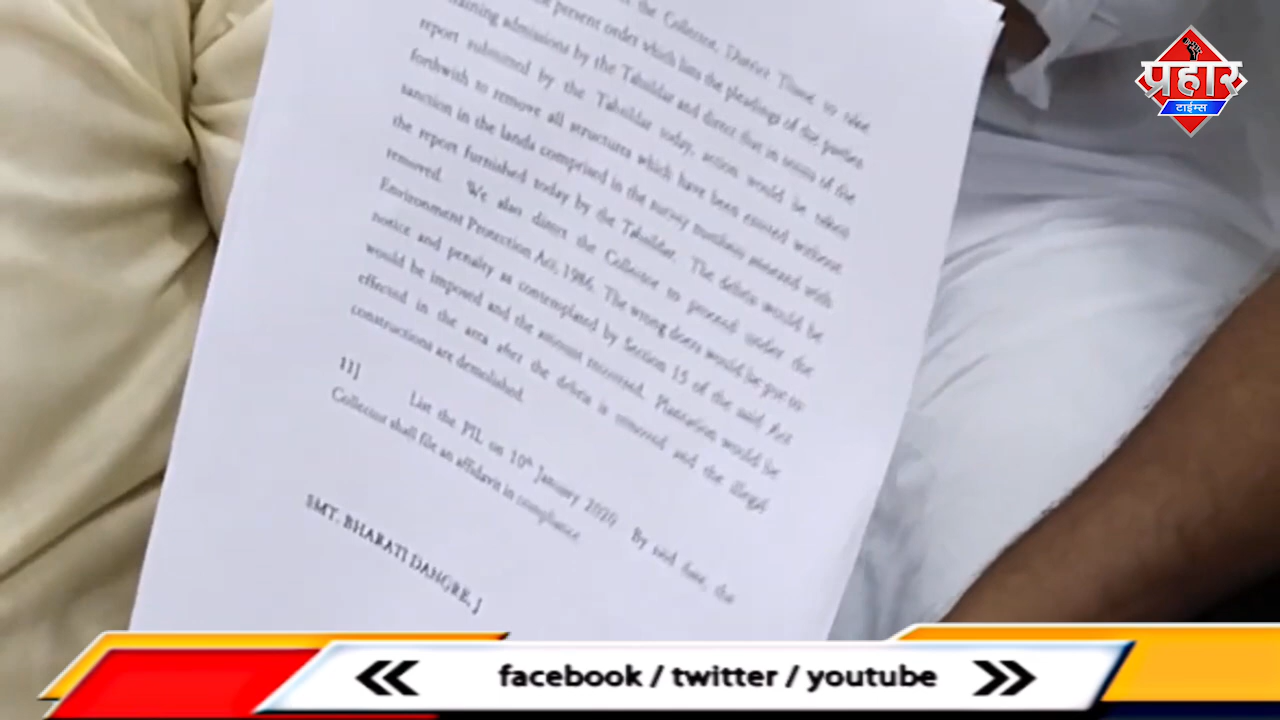 the Collector, District Thane to take
present order which lists the pleadings of the parties
admissions by the Tahsildar and direct that in terms of the
report submitted by the Tahsildar today, action would be taken
forthwith to remove all structures which have been erected without
sanction in the lands comprised in the survey numbers annexed with
the report furnished today by the Tahsildar. The debris would be
removed. We also direct the Collector to proceed under the
Environment Protection Act, 1986. The wrong doers would be put to
notice and penalty as contemplated by Section 15 of the said Act
would be imposed and the amount recovered. Plantation would be
effected in the area after the debris is removed and the illegal
constructions are demolished.
11] List the PIL on 10th January 2020. By said date, the
Collector shall file an affidavit in compliance.
SMT. BHARATI DANGRE, J
प्रहार
टाईम्स
facebook / twitter / youtube